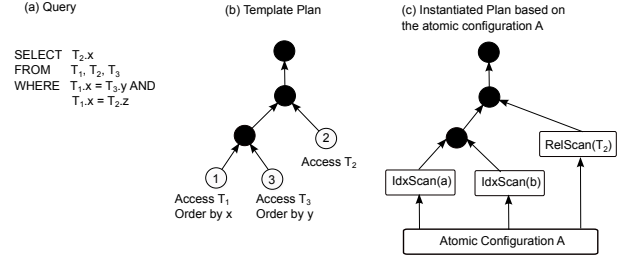 (a) Query
SELECT T₂.x
FROM T₁, T₂, T₃
WHERE T₁.x = T₃.y AND
T₁.x = T₂.z
(b) Template Plan
2
Access T₂
1
3
Access T₁
Order by x
Access T₃
Order by y
(c) Instantiated Plan based on
the atomic configuration A
RelScan(T₂)
IdxScan(a)
IdxScan(b)
Atomic Configuration A